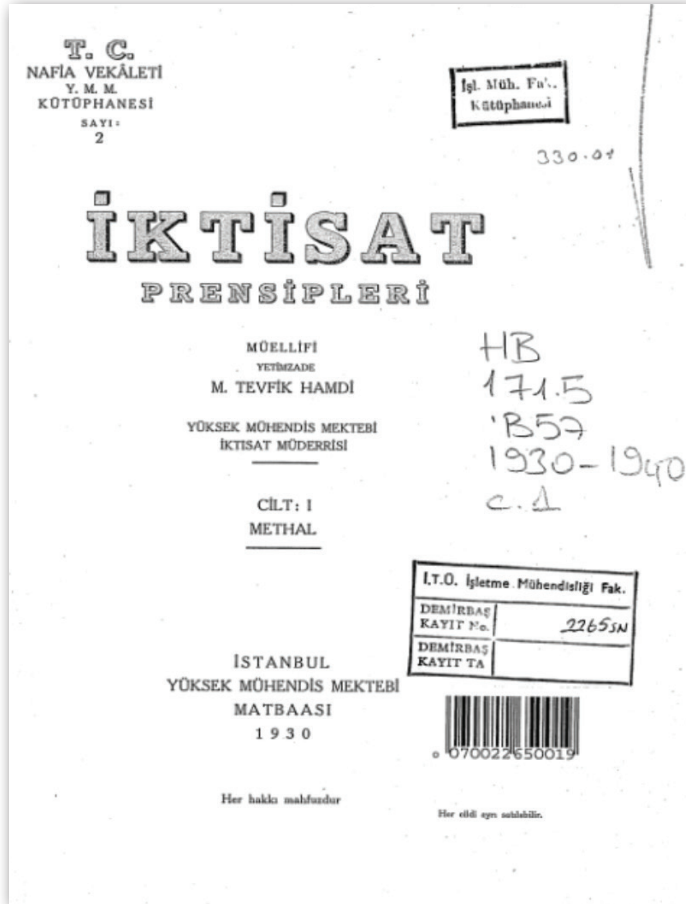 T. C.
NAFİA VEKÂLETİ
Y. M. M.
KÜTÜPHANESİ
SAYI:
2
İşl. Müh. Fak.
Kütüphanesi
330.01
İKTİSAT
PRENSİPLERİ
MÜELLİFİ
YETİMZADE
M. TEVFİK HAMDİ
YÜKSEK MÜHENDİS MEKTEBİ
İKTİSAT MÜDERRİSİ
CİLT: I
METHAL
HB
171.5
.B57
1930-1940
c.1
İ.T.Ü. İşletme Mühendisliği Fak.
DEMİRBAŞ
KAYIT No. 2265SN
DEMİRBAŞ
KAYIT TA
İSTANBUL
YÜKSEK MÜHENDİS MEKTEBİ
MATBAASI
1930
070022650019
Her hakkı mahfuzdur
Her cildi ayrı satılabilir.